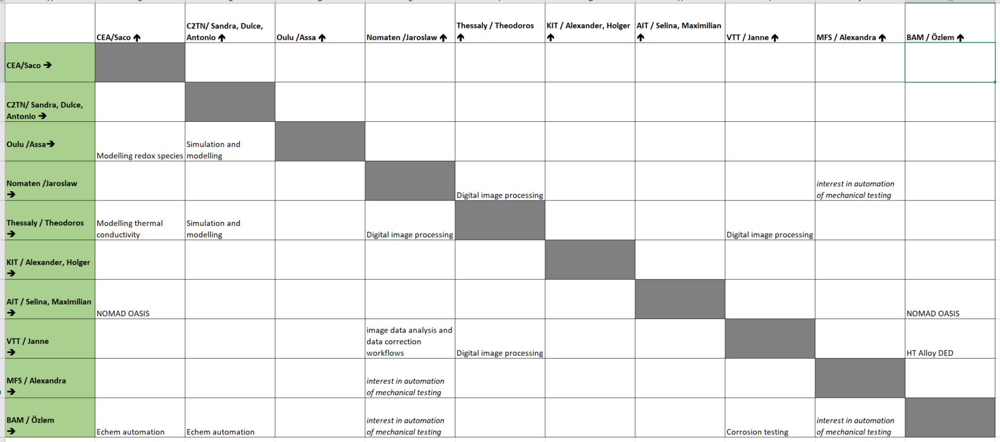 CEA/Saco ↑
C2TN/ Sandra, Dulce,
Antonio ↑
Oulu /Assa ↑
Nomaten /Jaroslaw ↑
Thessaly / Theodoros
↑
KIT / Alexander, Holger
↑
AIT / Selina, Maximilian
↑
VTT / Janne ↑
MFS / Alexandra ↑
BAM / Özlem ↑
CEA/Saco →
C2TN/ Sandra, Dulce,
Antonio →
Oulu /Assa→
Modelling redox species
Simulation and
modelling
Nomaten /Jaroslaw
→
Digital image processing
interest in automation
of mechanical testing
Thessaly / Theodoros
→
Modelling thermal
conductivity
Simulation and
modelling
Digital image processing
Digital image processing
KIT / Alexander, Holger
→
AIT / Selina, Maximilian
→
NOMAD OASIS
NOMAD OASIS
VTT / Janne
→
image data analysis and
data correction
workflows
Digital image processing
HT Alloy DED
MFS / Alexandra
→
interest in automation
of mechanical testing
BAM / Özlem
→
Echem automation
Echem automation
interest in automation
of mechanical testing
Corrosion testing
interest in automation
of mechanical testing